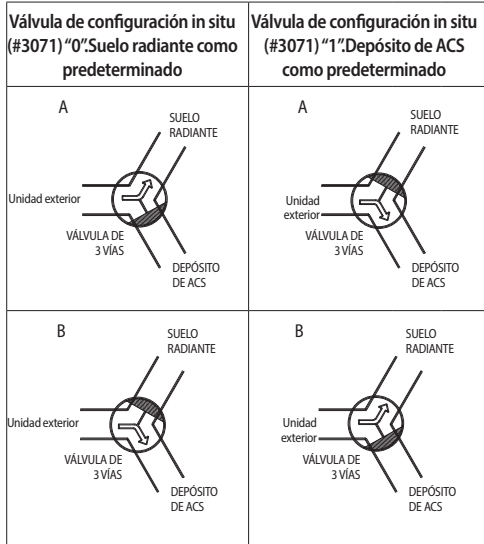 Válvula de configuración in situ
(#3071) “0”.Suelo radiante como
predeterminado
Válvula de configuración in situ
(#3071) “1”.Depósito de ACS
como predeterminado
A
SUELO
RADIANTE
Unidad exterior
VÁLVULA DE
3 VÍAS
DEPÓSITO
DE ACS
A
SUELO
RADIANTE
Unidad
exterior
VÁLVULA DE
3 VÍAS
DEPÓSITO
DE ACS
B
SUELO
RADIANTE
Unidad exterior
VÁLVULA DE
3 VÍAS
DEPÓSITO
DE ACS
B
SUELO
RADIANTE
Unidad
exterior
VÁLVULA DE
3 VÍAS
DEPÓSITO
DE ACS